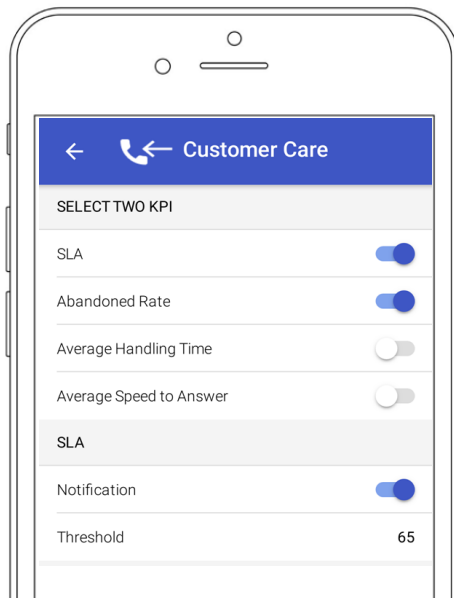 Customer Care
SELECT TWO KPI
SLA
Abandoned Rate
Average Handling Time
Average Speed to Answer
SLA
Notification
Threshold 65